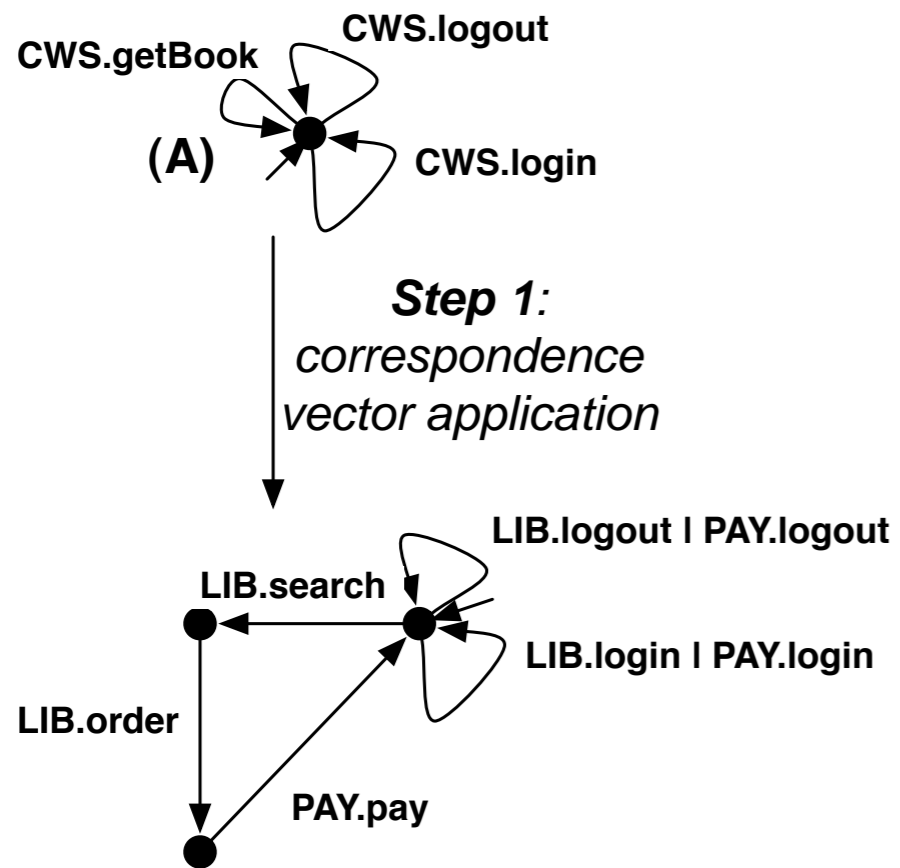 CWS.logout
CWS.getBook
(A)
CWS.login
Step 1:
correspondence
vector application
LIB.logout | PAY.logout
LIB.search
LIB.login | PAY.login
LIB.order
PAY.pay